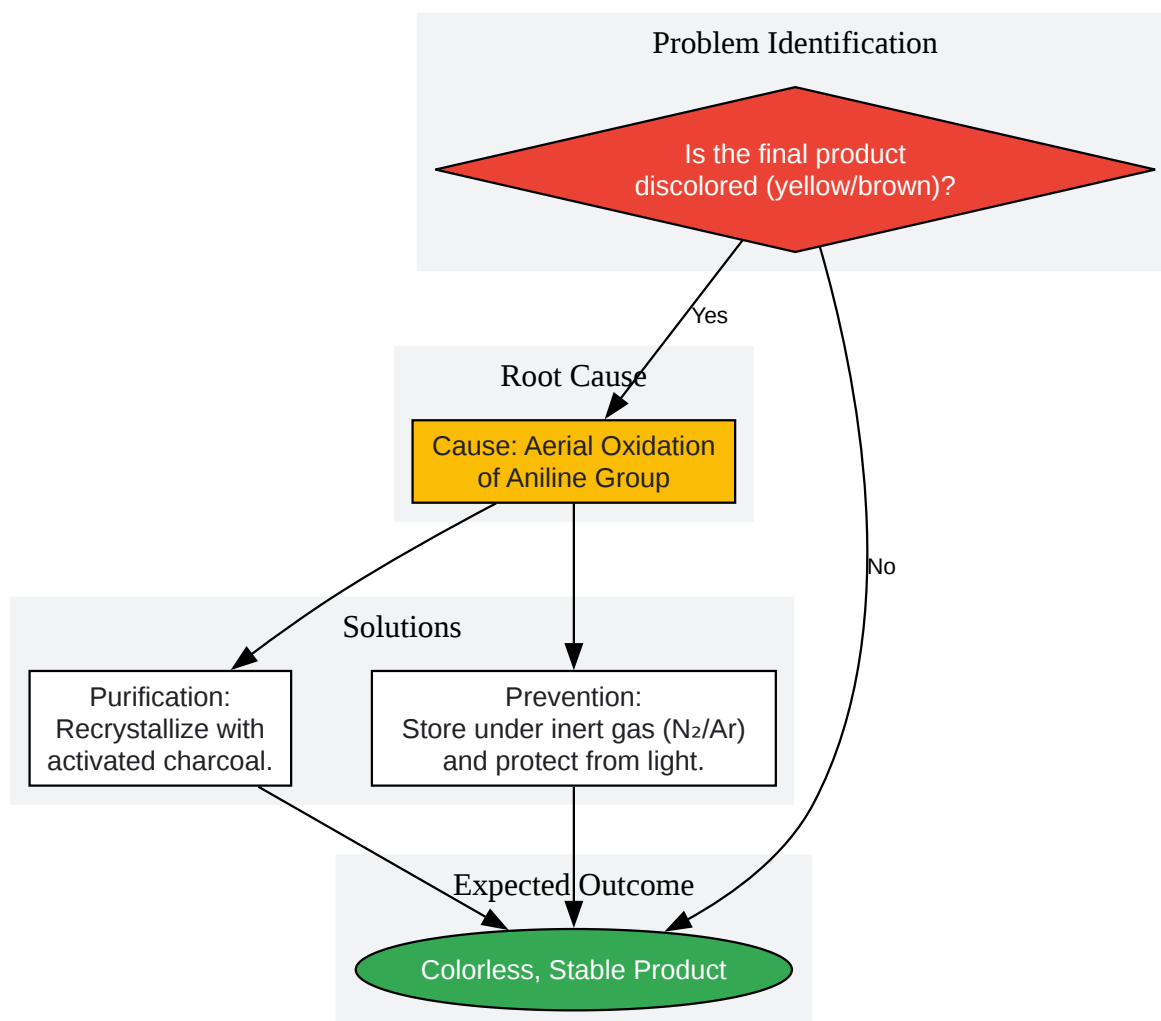 Problem Identification
Is the final product
discolored (yellow/brown)?
Yes
Root Cause
Cause: Aerial Oxidation
of Aniline Group
No
Solutions
Purification:
Recrystallize with
activated charcoal.
Prevention:
Store under inert gas (N₂/Ar)
and protect from light.
Expected Outcome
Colorless, Stable Product